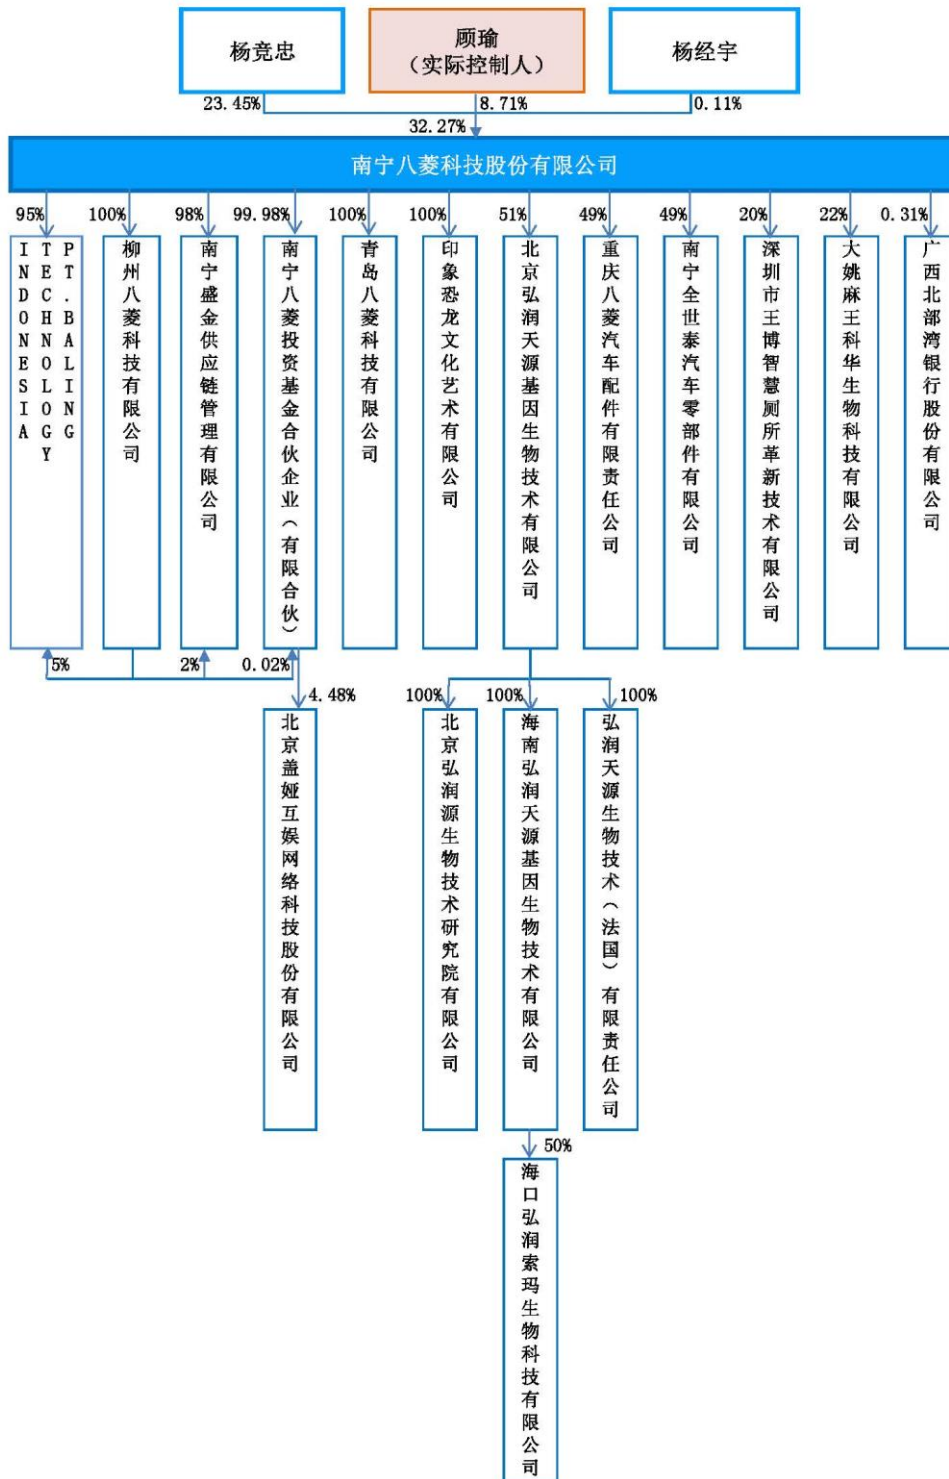 杨竞忠
顾瑜
（实际控制人）
杨经宇
23.45%
8.71%
0.11%
32.27%
南宁八菱科技股份有限公司
95%
100%
98%
99.98%
100%
100%
51%
49%
49%
20%
22%
0.31%
PT.BALING
TECHNOLOGY
INDONESIA
柳州八菱科技有限公司
南宁盛金供应链管理有限公司
南宁八菱投资基金合伙企业（有限合伙）
青岛八菱科技有限公司
印象恐龙文化艺术有限公司
北京弘润天源基因生物技术有限公司
重庆八菱汽车配件有限责任公司
南宁全世泰汽车零部件有限公司
深圳市王博智慧厕所革新技术有限公司
大姚麻王科华生物科技有限公司
广西北部湾银行股份有限公司
5%
2%
0.02%
4.48%
100%
100%
100%
北京盖娅互娱网络科技股份有限公司
北京弘润源生物技术研究院有限公司
海南弘润天源基因生物技术有限公司
弘润天源生物技术（法国）有限责任公司
50%
海口弘润索玛生物科技有限公司